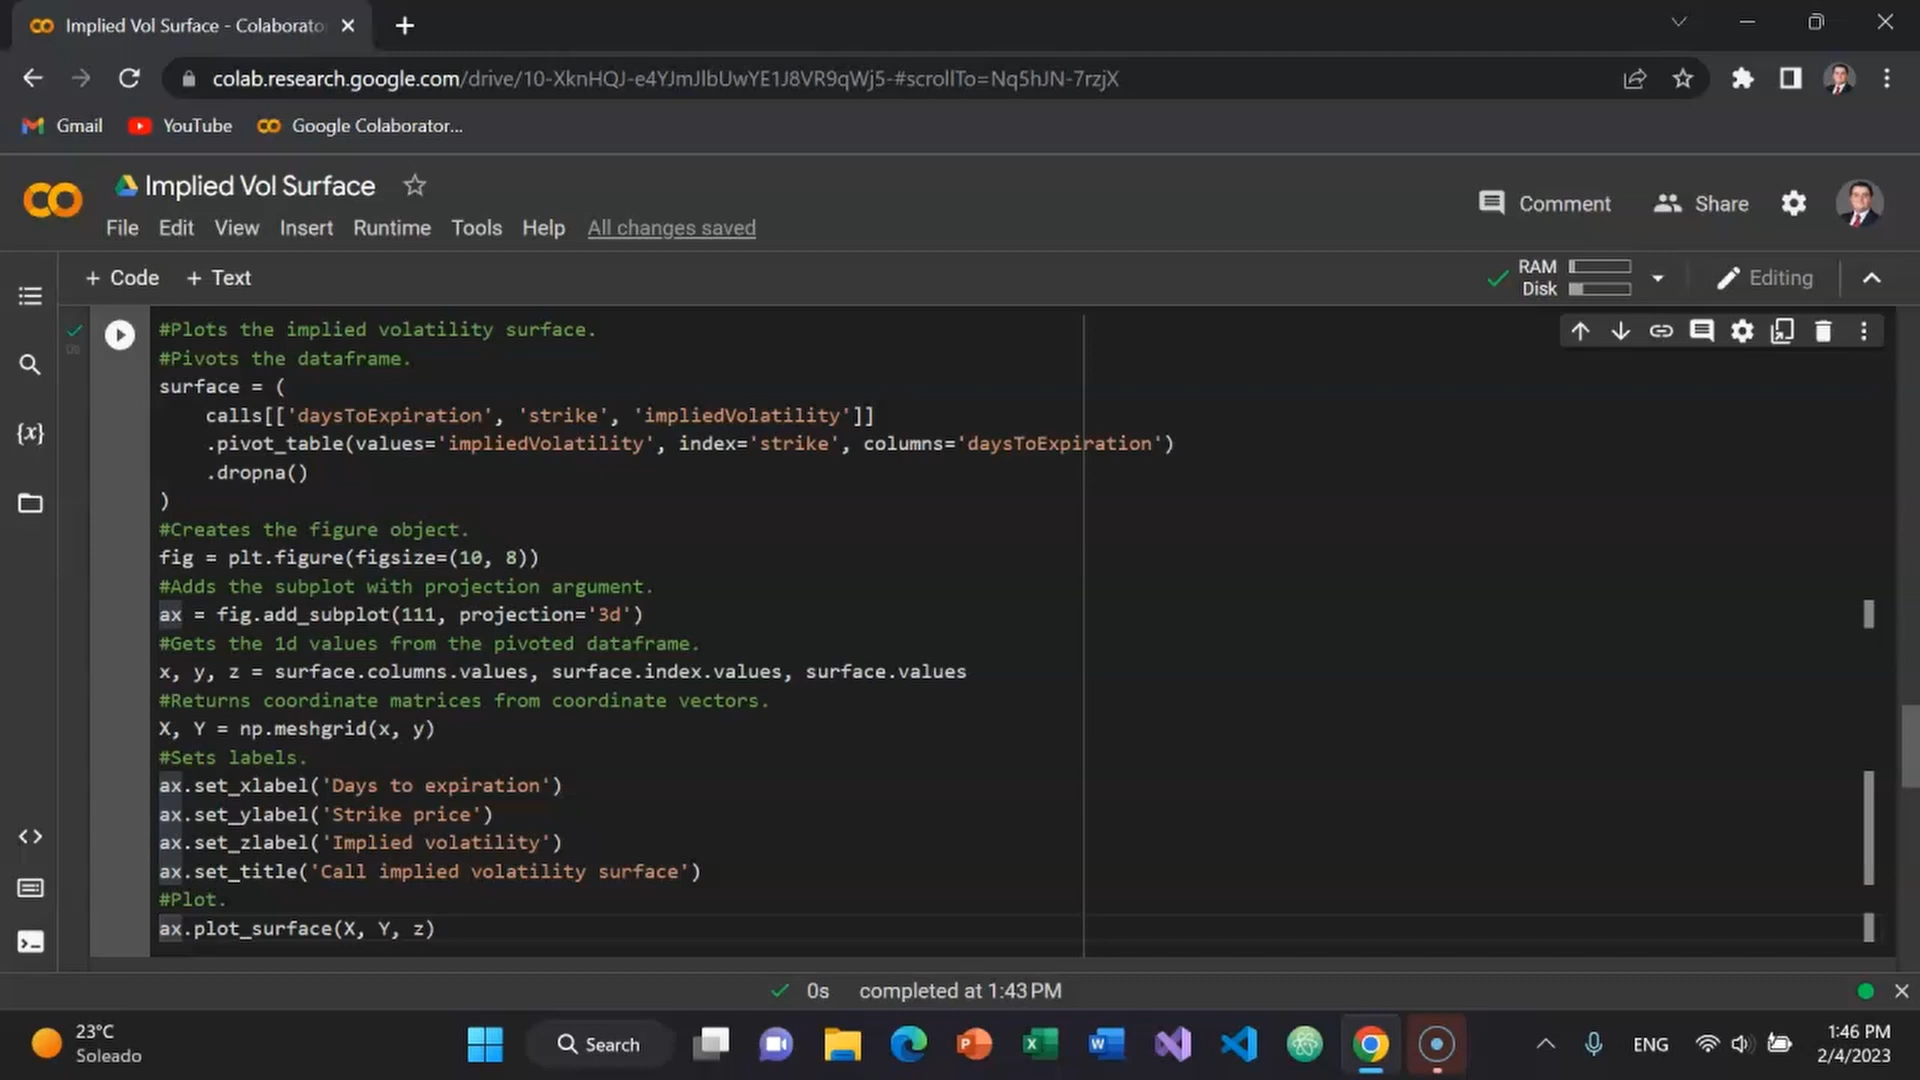 Implied Vol Surface - Colaborato
colab.research.google.com/drive/10-XknHQJ-e4YJmJlbUwYE1J8VR9qWj5-#scrollTo=Nq5hJN-7rzjX
Gmail
YouTube
Google Colaborator...
Implied Vol Surface
Comment
Share
File Edit View Insert Runtime Tools Help All changes saved
+ Code + Text
RAM
Disk
Editing
0s
#Plots the implied volatility surface.
#Pivots the dataframe.
surface = (
    calls[['daysToExpiration', 'strike', 'impliedVolatility']]
    .pivot_table(values='impliedVolatility', index='strike', columns='daysToExpiration')
    .dropna()
)
#Creates the figure object.
fig = plt.figure(figsize=(10, 8))
#Adds the subplot with projection argument.
ax = fig.add_subplot(111, projection='3d')
#Gets the 1d values from the pivoted dataframe.
x, y, z = surface.columns.values, surface.index.values, surface.values
#Returns coordinate matrices from coordinate vectors.
X, Y = np.meshgrid(x, y)
#Sets labels.
ax.set_xlabel('Days to expiration')
ax.set_ylabel('Strike price')
ax.set_zlabel('Implied volatility')
ax.set_title('Call implied volatility surface')
#Plot.
ax.plot_surface(X, Y, z)
0s completed at 1:43 PM
23°C
Soleado
Search
ENG
1:46 PM
2/4/2023